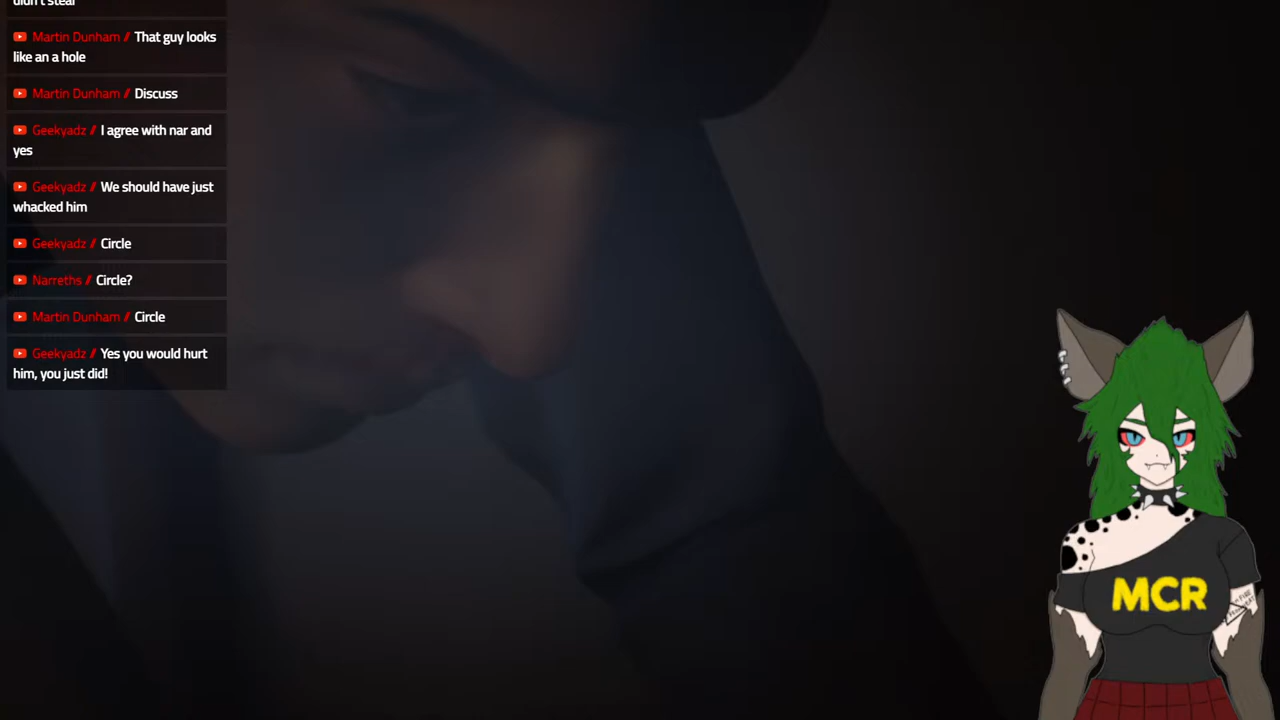 didn't steal
Martin Dunham // That guy looks
like an a hole
Martin Dunham // Discuss
Geekyadz // I agree with nar and
yes
Geekyadz // We should have just
whacked him
Geekyadz // Circle
Narreths // Circle?
Martin Dunham // Circle
Geekyadz // Yes you would hurt
him, you just did!
MCR